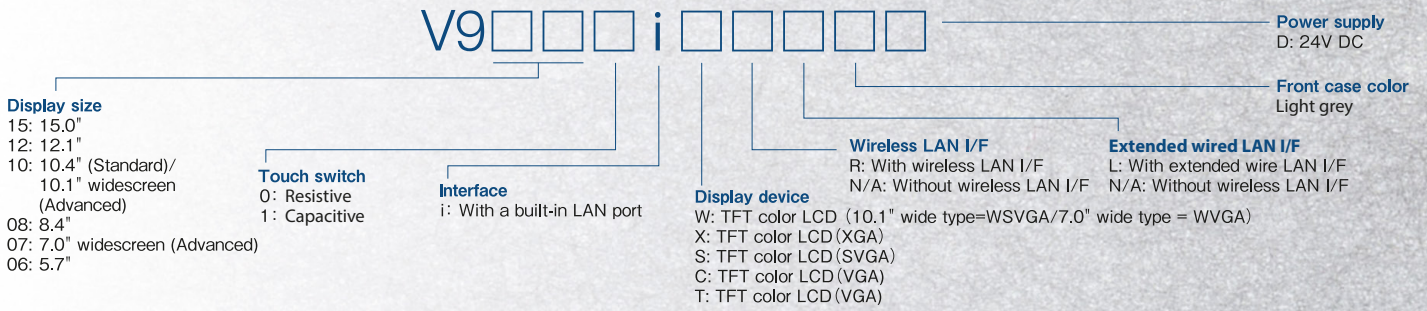 V9□□□i□□□□□
Power supply
D: 24V DC
Front case color
Light grey
Display size
15: 15.0"
12: 12.1"
10: 10.4" (Standard)/
10.1" widescreen
(Advanced)
08: 8.4"
07: 7.0" widescreen (Advanced)
06: 5.7"
Touch switch
0: Resistive
1: Capacitive
Interface
i: With a built-in LAN port
Display device
W: TFT color LCD (10.1" wide type=WSVGA/7.0" wide type = WVGA)
X: TFT color LCD(XGA)
S: TFT color LCD(SVGA)
C: TFT color LCD(VGA)
T: TFT color LCD(VGA)
Wireless LAN I/F
R: With wireless LAN I/F
N/A: Without wireless LAN I/F
Extended wired LAN I/F
L: With extended wire LAN I/F
N/A: Without wireless LAN I/F